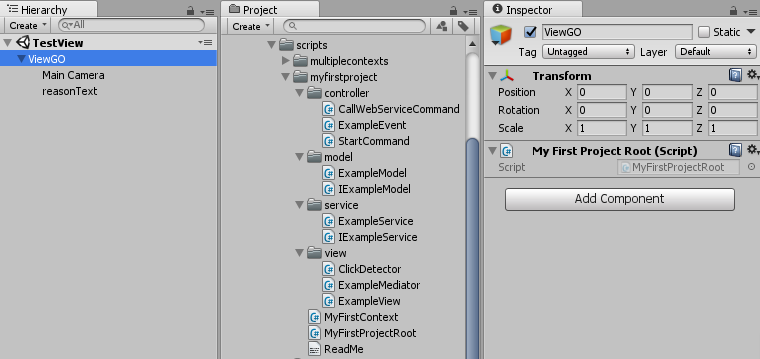 Hierarchy
Create
All
TestView
ViewGO
Main Camera
reasonText
Project
Create
scripts
multiplecontexts
myfirstproject
controller
CallWebServiceCommand
ExampleEvent
StartCommand
model
ExampleModel
IExampleModel
service
ExampleService
IExampleService
view
ClickDetector
ExampleMediator
ExampleView
MyFirstContext
MyFirstProjectRoot
ReadMe
Inspector
ViewGO Static
Tag Untagged Layer Default
Transform
Position X 0 Y 0 Z 0
Rotation X 0 Y 0 Z 0
Scale X 1 Y 1 Z 1
My First Project Root (Script)
Script MyFirstProjectRoot
Add Component